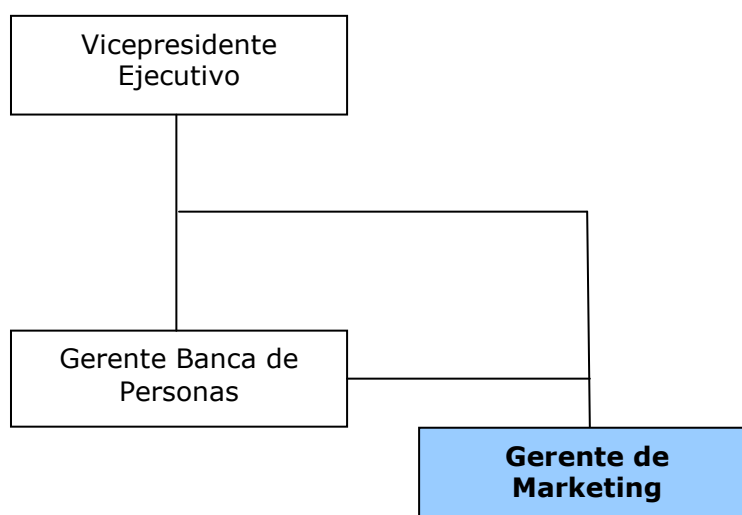 Vicepresidente
Ejecutivo
Gerente Banca de
Personas
Gerente de
Marketing